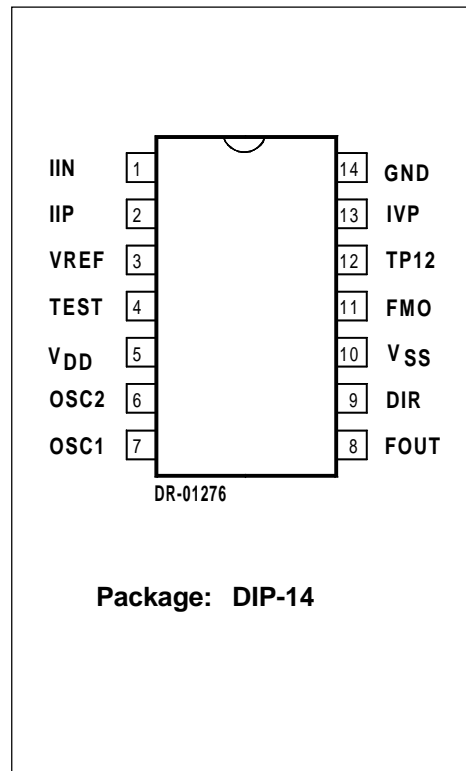 IIN 1 14 GND
IIP 2 13 IVP
VREF 3 12 TP12
TEST 4 11 FMO
VDD 5 10 VSS
OSC2 6 9 DIR
OSC1 7 8 FOUT
DR-01276
Package: DIP-14